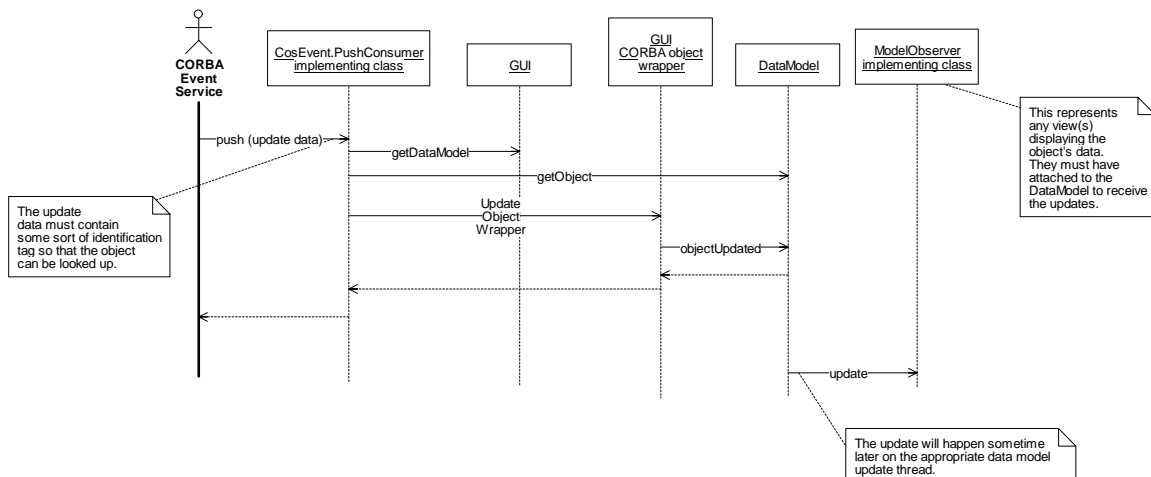 CORBA
Event
Service
CosEvent.PushConsumer
implementing class
GUI
GUI
CORBA object
wrapper
DataModel
ModelObserver
implementing class
This represents
any view(s)
displaying the
object's data.
They must have
attached to the
DataModel to receive
the updates.
push (update data)
getDataModel
getObject
The update
data must contain
some sort of identification
tag so that the object
can be looked up.
Update
Object
Wrapper
objectUpdated
update
The update will happen sometime
later on the appropriate data model
update thread.